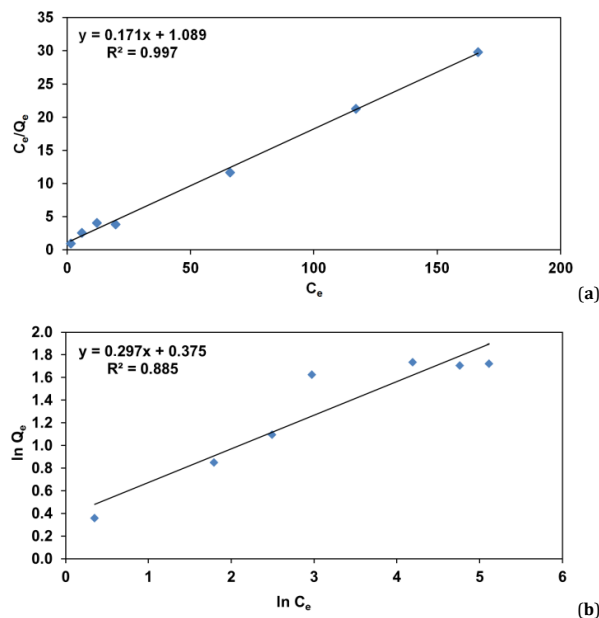 y = 0.171x + 1.089
R² = 0.997
35
30
25
20
15
10
5
0
Cₑ/Qₑ
0 50 100 150 200
Cₑ
(a)
y = 0.297x + 0.375
R² = 0.885
2.0
1.8
1.6
1.4
1.2
1.0
0.8
0.6
0.4
0.2
0.0
ln Qₑ
0 1 2 3 4 5 6
ln Cₑ
(b)